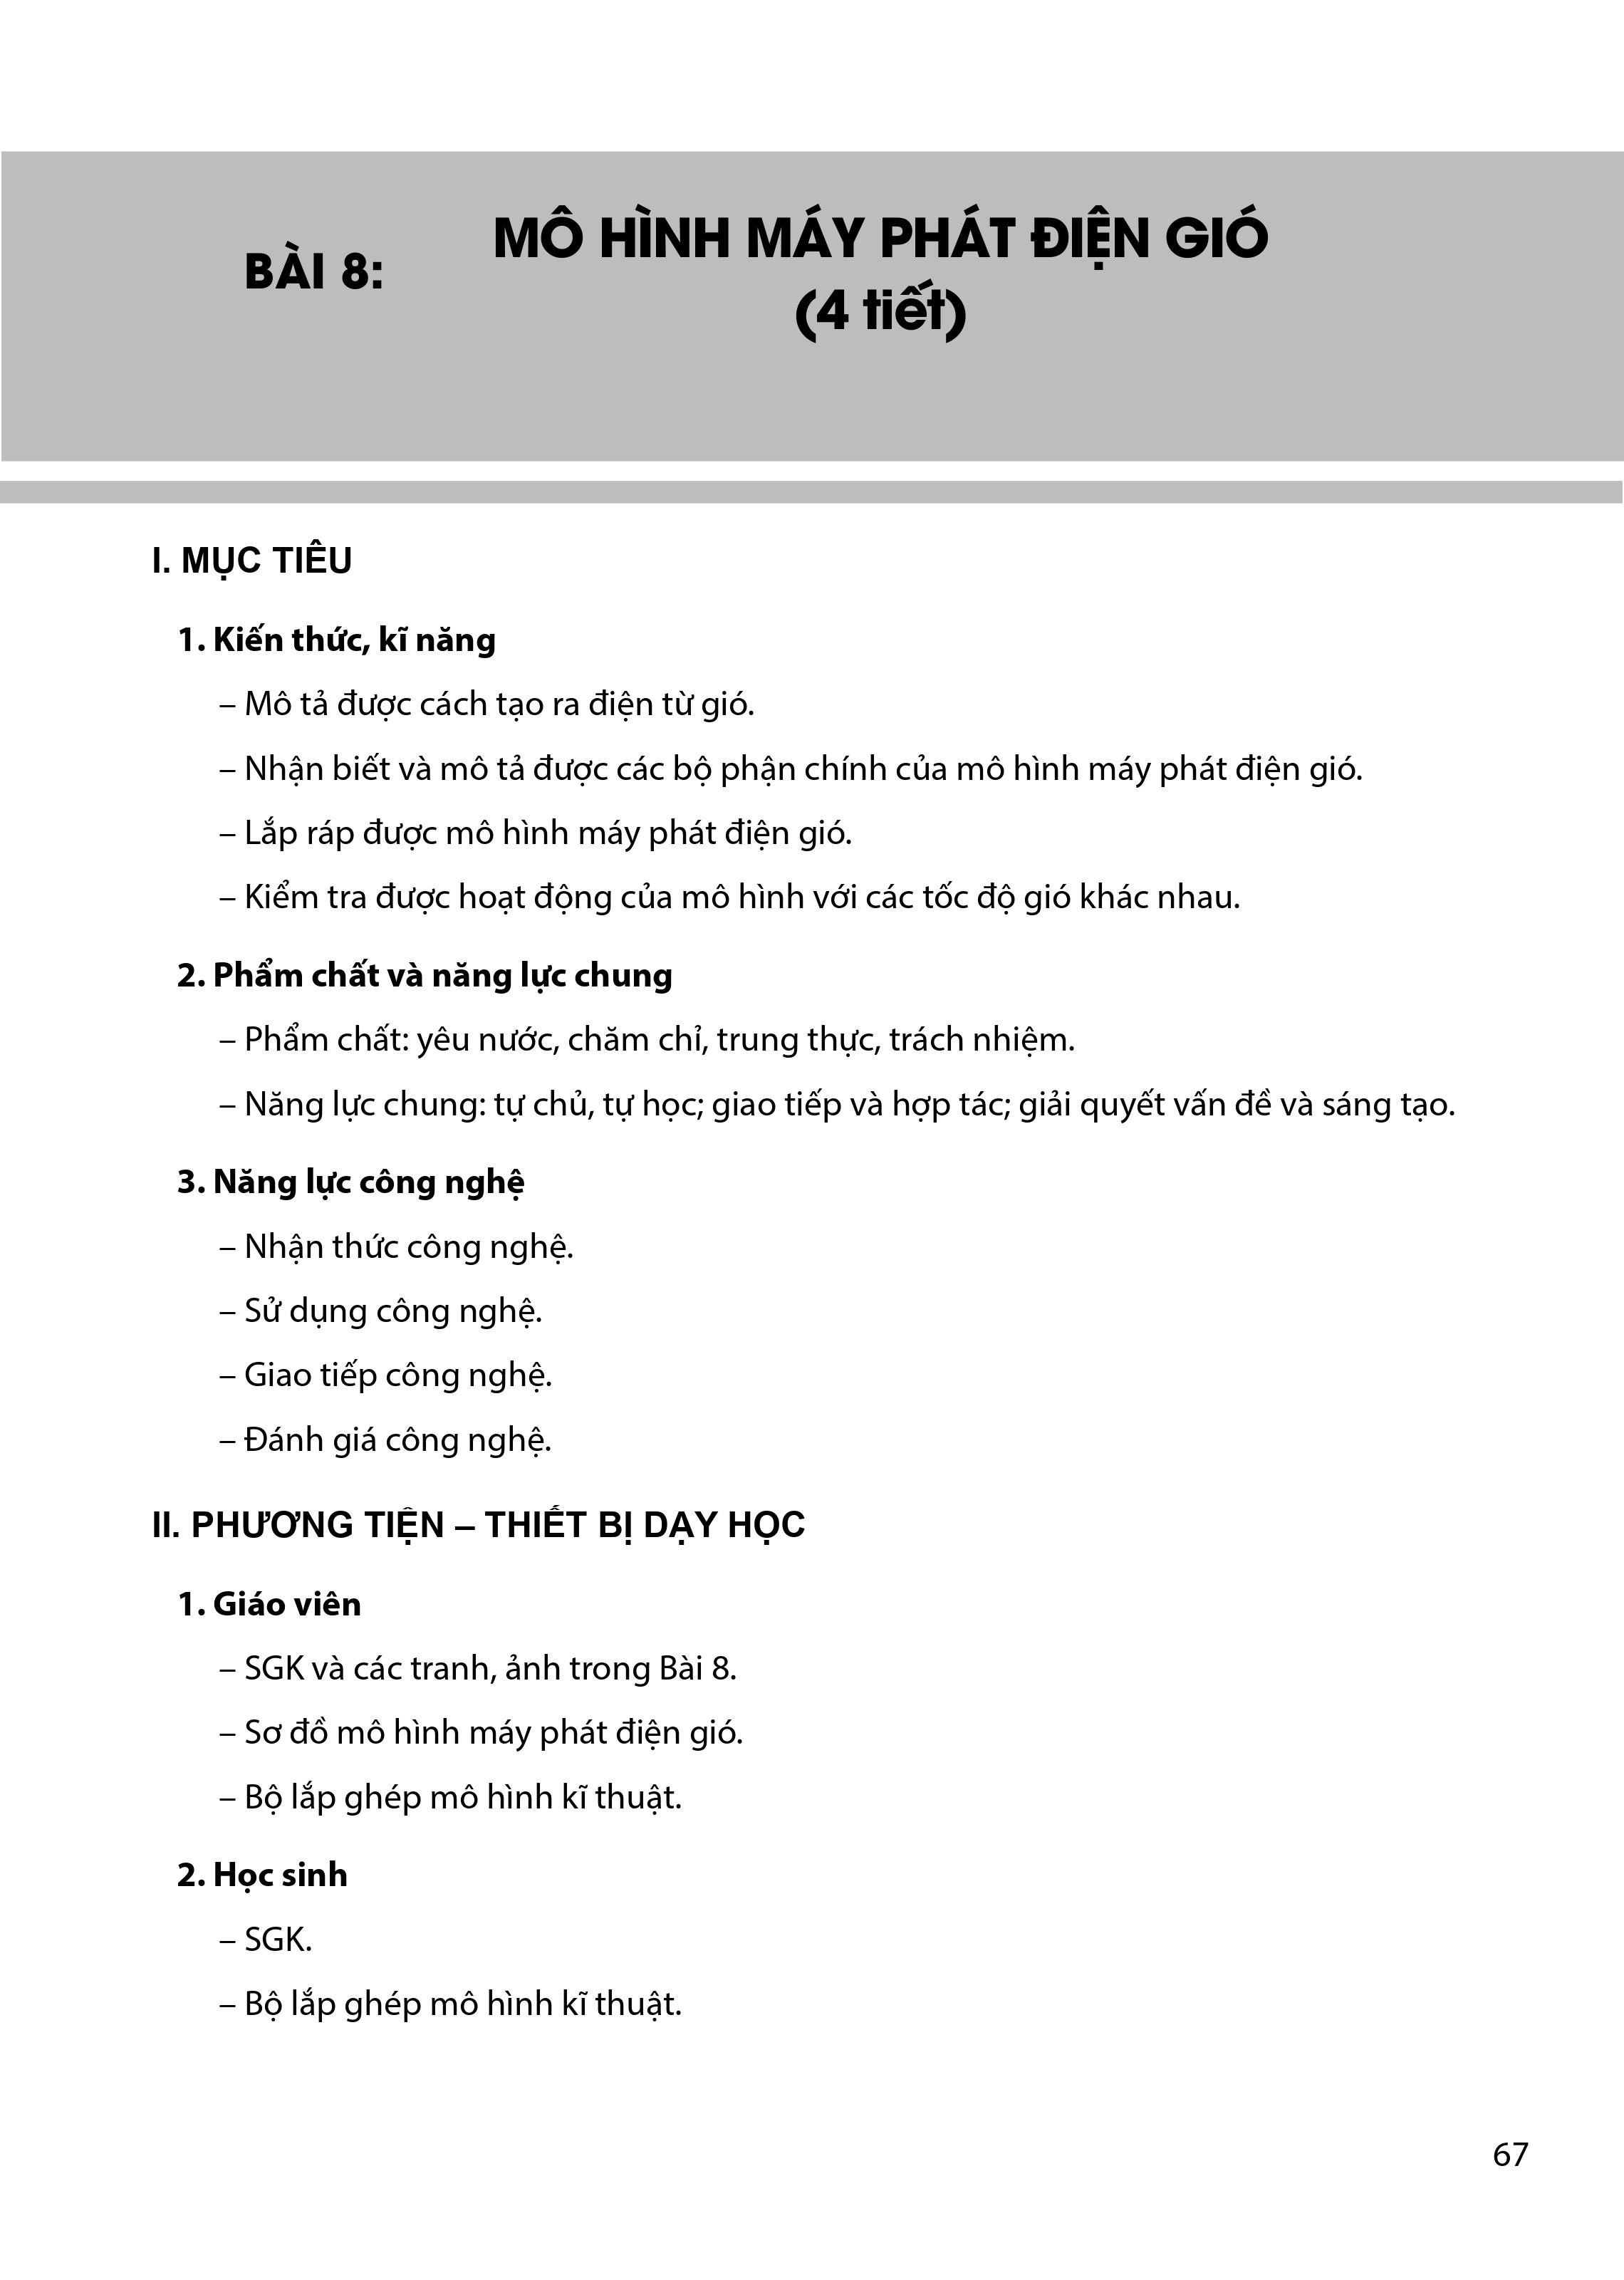 BÀI 8:
MÔ HÌNH MÁY PHÁT ĐIỆN GIÓ
(4 tiết)
I. MỤC TIÊU
1. Kiến thức, kĩ năng
– Mô tả được cách tạo ra điện từ gió.
– Nhận biết và mô tả được các bộ phận chính của mô hình máy phát điện gió.
– Lắp ráp được mô hình máy phát điện gió.
– Kiểm tra được hoạt động của mô hình với các tốc độ gió khác nhau.
2. Phẩm chất và năng lực chung
– Phẩm chất: yêu nước, chăm chỉ, trung thực, trách nhiệm.
– Năng lực chung: tự chủ, tự học; giao tiếp và hợp tác; giải quyết vấn đề và sáng tạo.
3. Năng lực công nghệ
– Nhận thức công nghệ.
– Sử dụng công nghệ.
– Giao tiếp công nghệ.
– Đánh giá công nghệ.
II. PHƯƠNG TIỆN – THIẾT BỊ DẠY HỌC
1. Giáo viên
– SGK và các tranh, ảnh trong Bài 8.
– Sơ đồ mô hình máy phát điện gió.
– Bộ lắp ghép mô hình kĩ thuật.
2. Học sinh
– SGK.
– Bộ lắp ghép mô hình kĩ thuật.
67